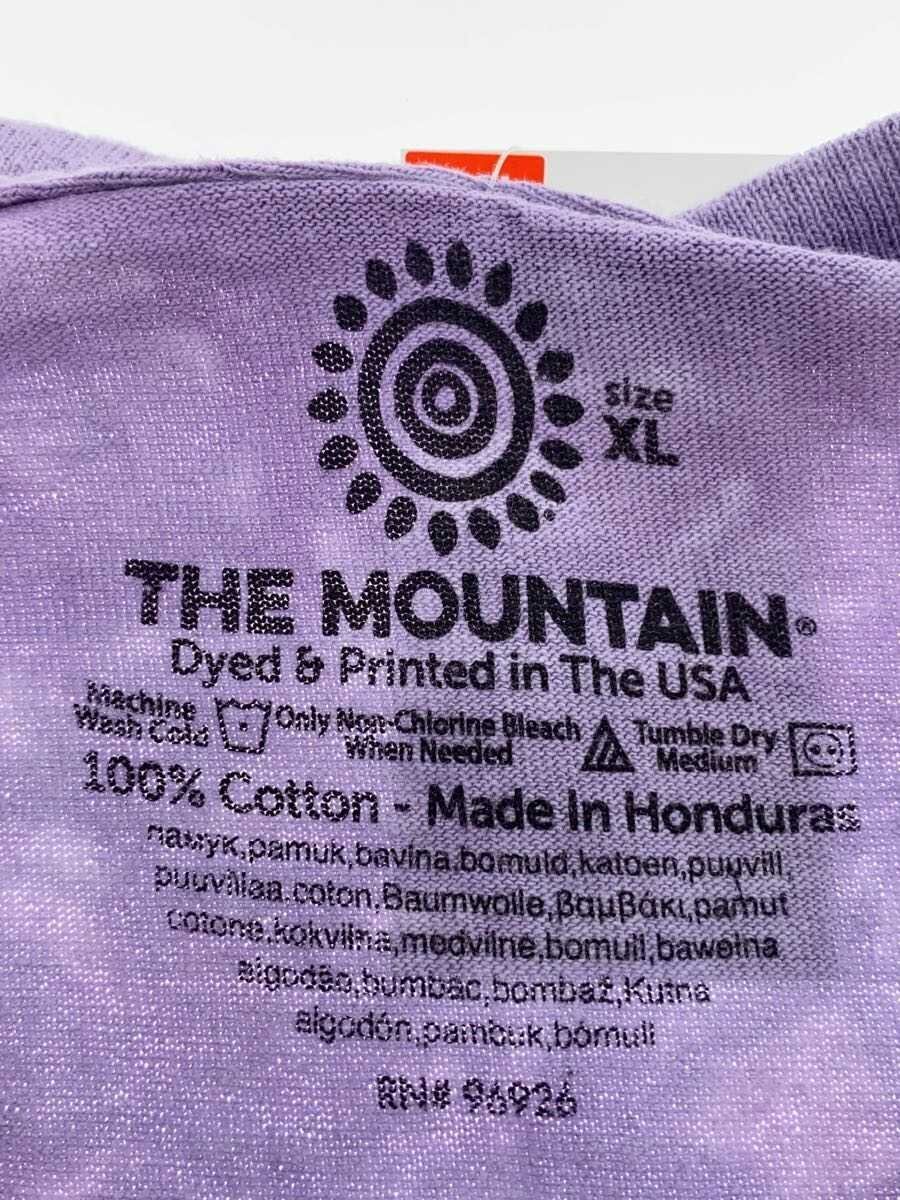 size
XL
THE MOUNTAIN®
Dyed & Printed in The USA
Machine
Wash Cold
Only Non-Chlorine Bleach
When Needed
Tumble Dry
Medium
100% Cotton - Made In Honduras
памук,pamuk,bavlna,bomuld,katoen,puuvill,
puuvillaa,coton,Baumwolle,βαμβάκι,pamut
cotone,kokvilna,medvilne,bomull,bawełna
algodão,bumbac,bombaž,Kutna
algodón,pambuk,bómull
RN# 96926